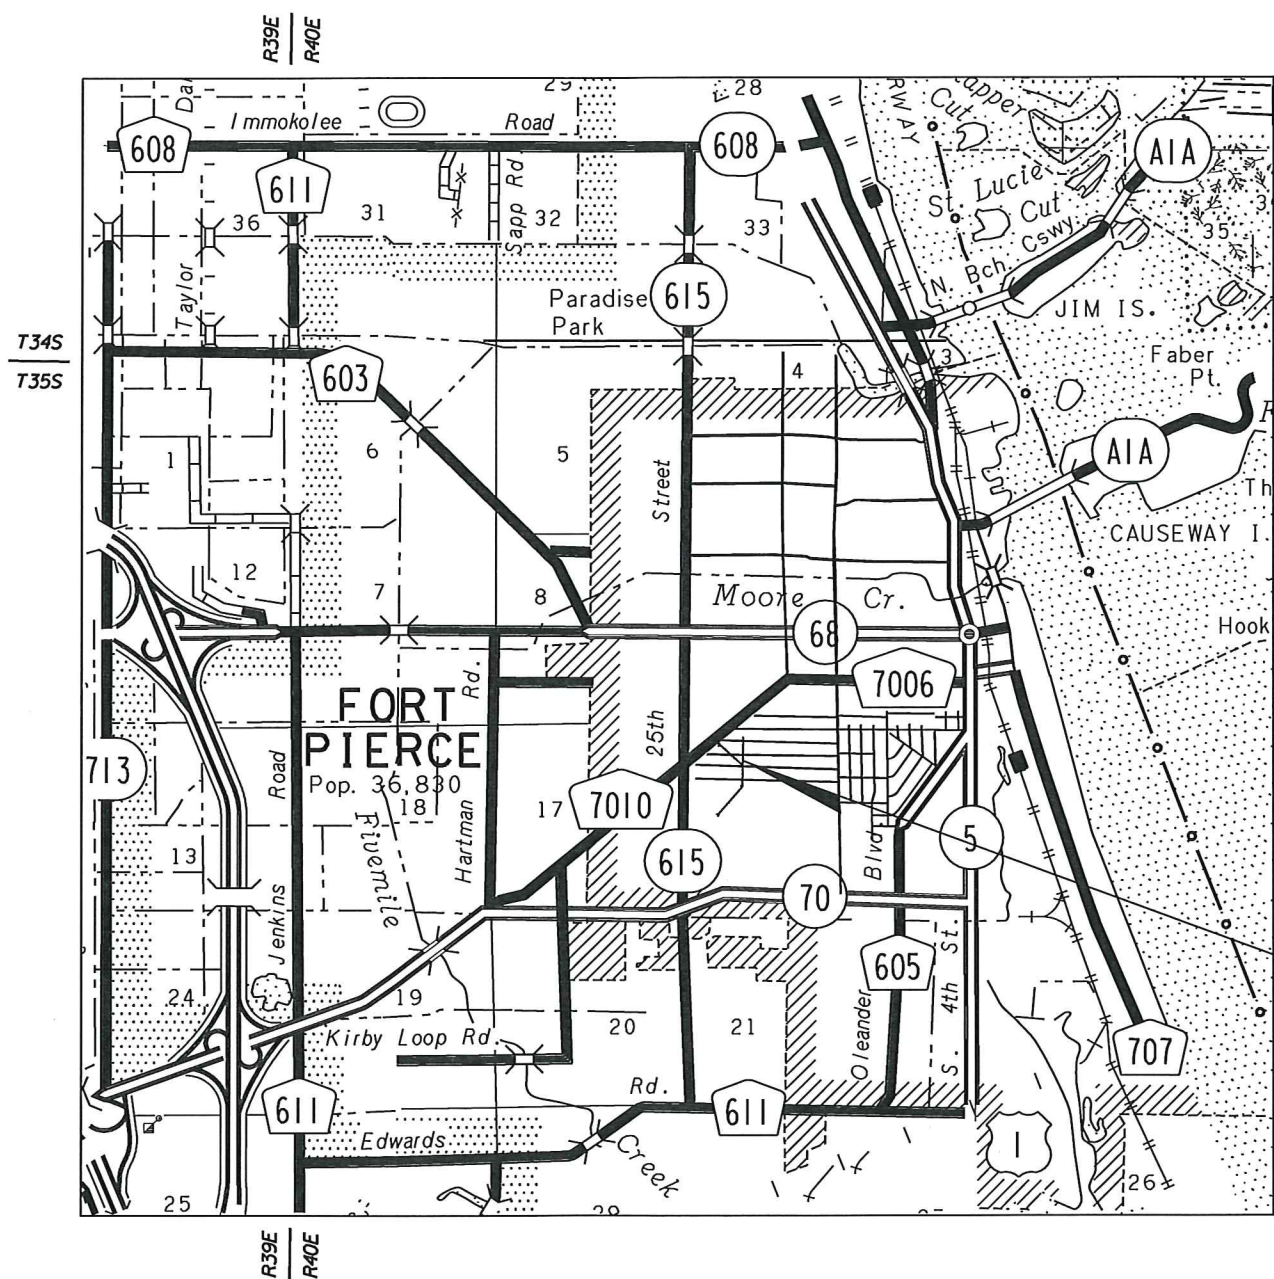 R39E R40E
29
28
Cut
RWAY
Immokolee Road
608
608
A1A
611
Sapp Rd.
St. Lucie
Cut
36
31
32
33
35
Cswy.
N Bch.
Taylor
Paradise
Park
615
JIM IS.
T34S
T35S
603
4
3
Faber
Pt.
1
6
5
Street
A1A
Th
CAUSEWAY I.
12
7
8
Moore Cr.
68
Hook
FORT
PIERCE
Pop. 36,830
Rd.
7006
25th
713
Road
18
Hartman
17
7010
Fivemile
13
615
Blvd.
5
70
Jenkins
24
19
605
St.
Kirby Loop Rd.
20
21
Oleander
S. 4th
707
611
Rd.
611
Edwards
Creek
1
25
26
R39E R40E